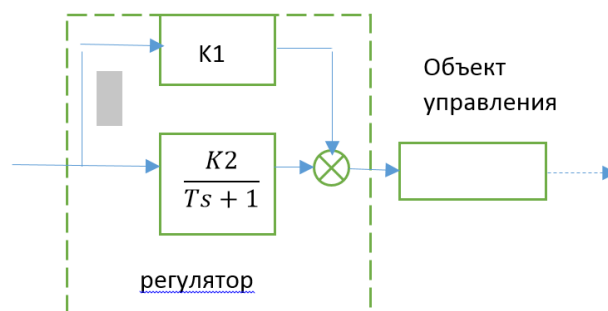 K1
Объект
управления
K2
Ts + 1
регулятор